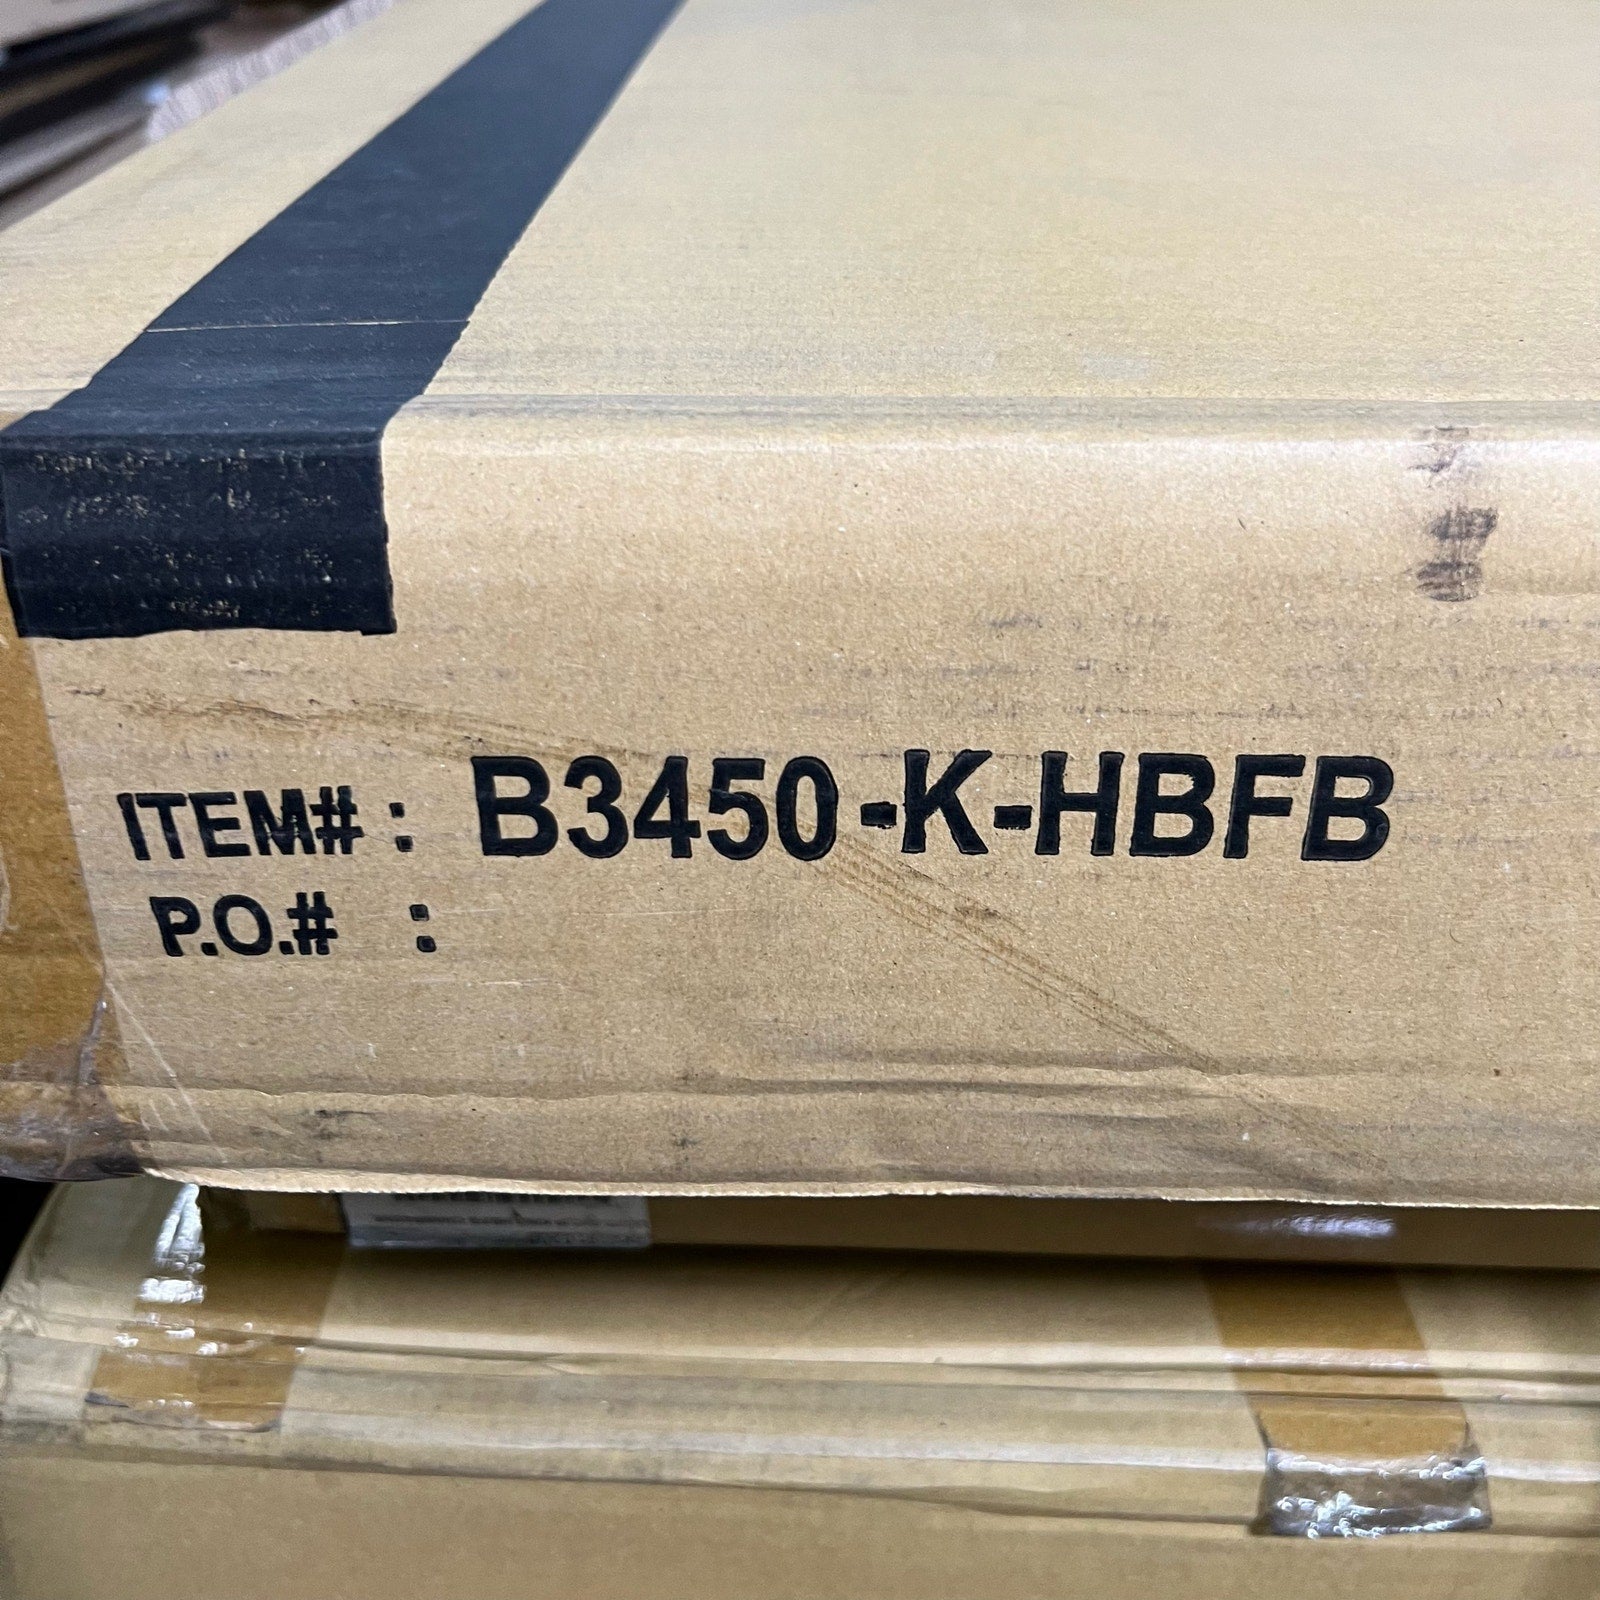 ITEM# : B3450-K-HBFB
P.O.# :